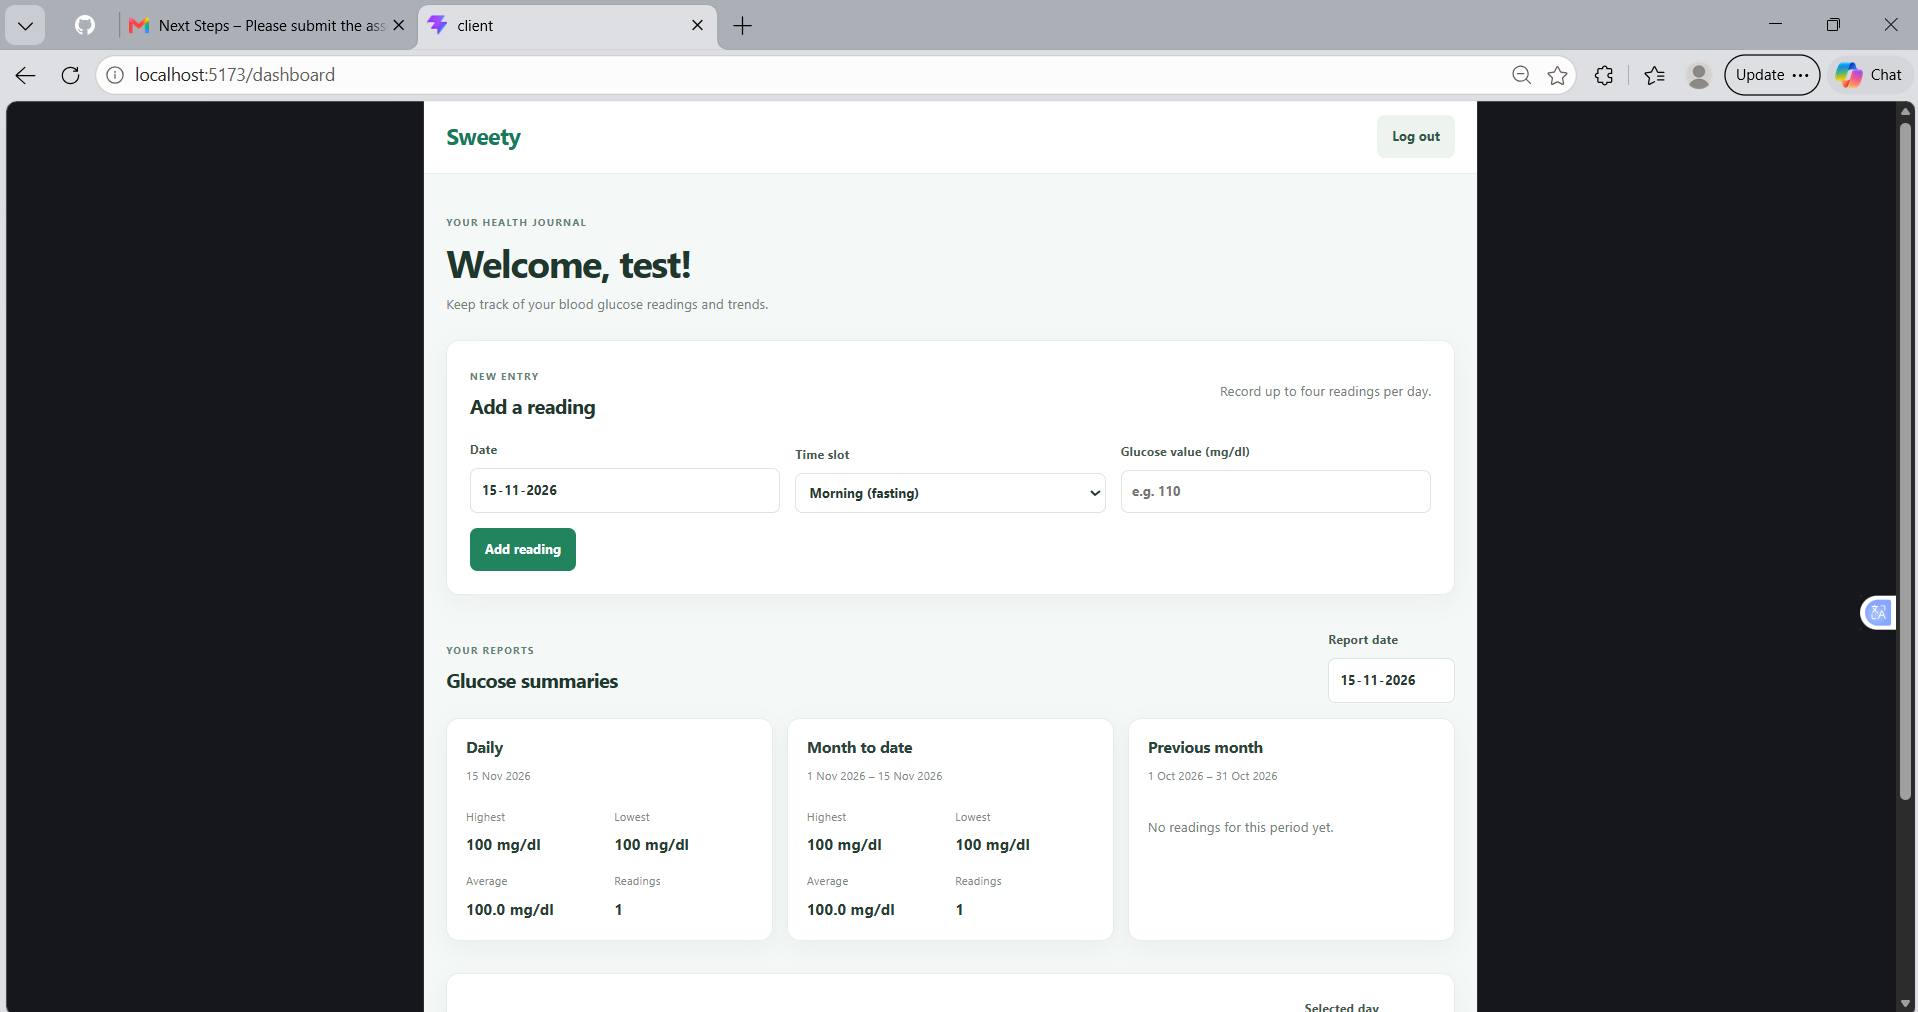 Next Steps – Please submit the ass
client
localhost:5173/dashboard
Update
Chat
Sweety
Log out
YOUR HEALTH JOURNAL
Welcome, test!
Keep track of your blood glucose readings and trends.
NEW ENTRY
Add a reading
Record up to four readings per day.
Date
Time slot
Glucose value (mg/dl)
15-11-2026
Morning (fasting)
e.g. 110
Add reading
YOUR REPORTS
Glucose summaries
Report date
15-11-2026
Daily
15 Nov 2026
Highest
Lowest
100 mg/dl
100 mg/dl
Average
Readings
100.0 mg/dl
1
Month to date
1 Nov 2026 – 15 Nov 2026
Highest
Lowest
100 mg/dl
100 mg/dl
Average
Readings
100.0 mg/dl
1
Previous month
1 Oct 2026 – 31 Oct 2026
No readings for this period yet.
Selected day